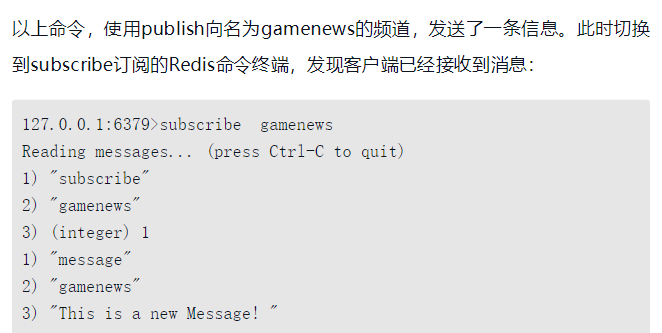 以上命令，使用publish向名为gamenews的频道，发送了一条信息。此时切换
到subscribe订阅的Redis命令终端，发现客户端已经接收到消息：
127.0.0.1:6379>subscribe  gamenews
Reading messages... (press Ctrl-C to quit)
1) "subscribe"
2) "gamenews"
3) (integer) 1
1) "message"
2) "gamenews"
3) "This is a new Message! "